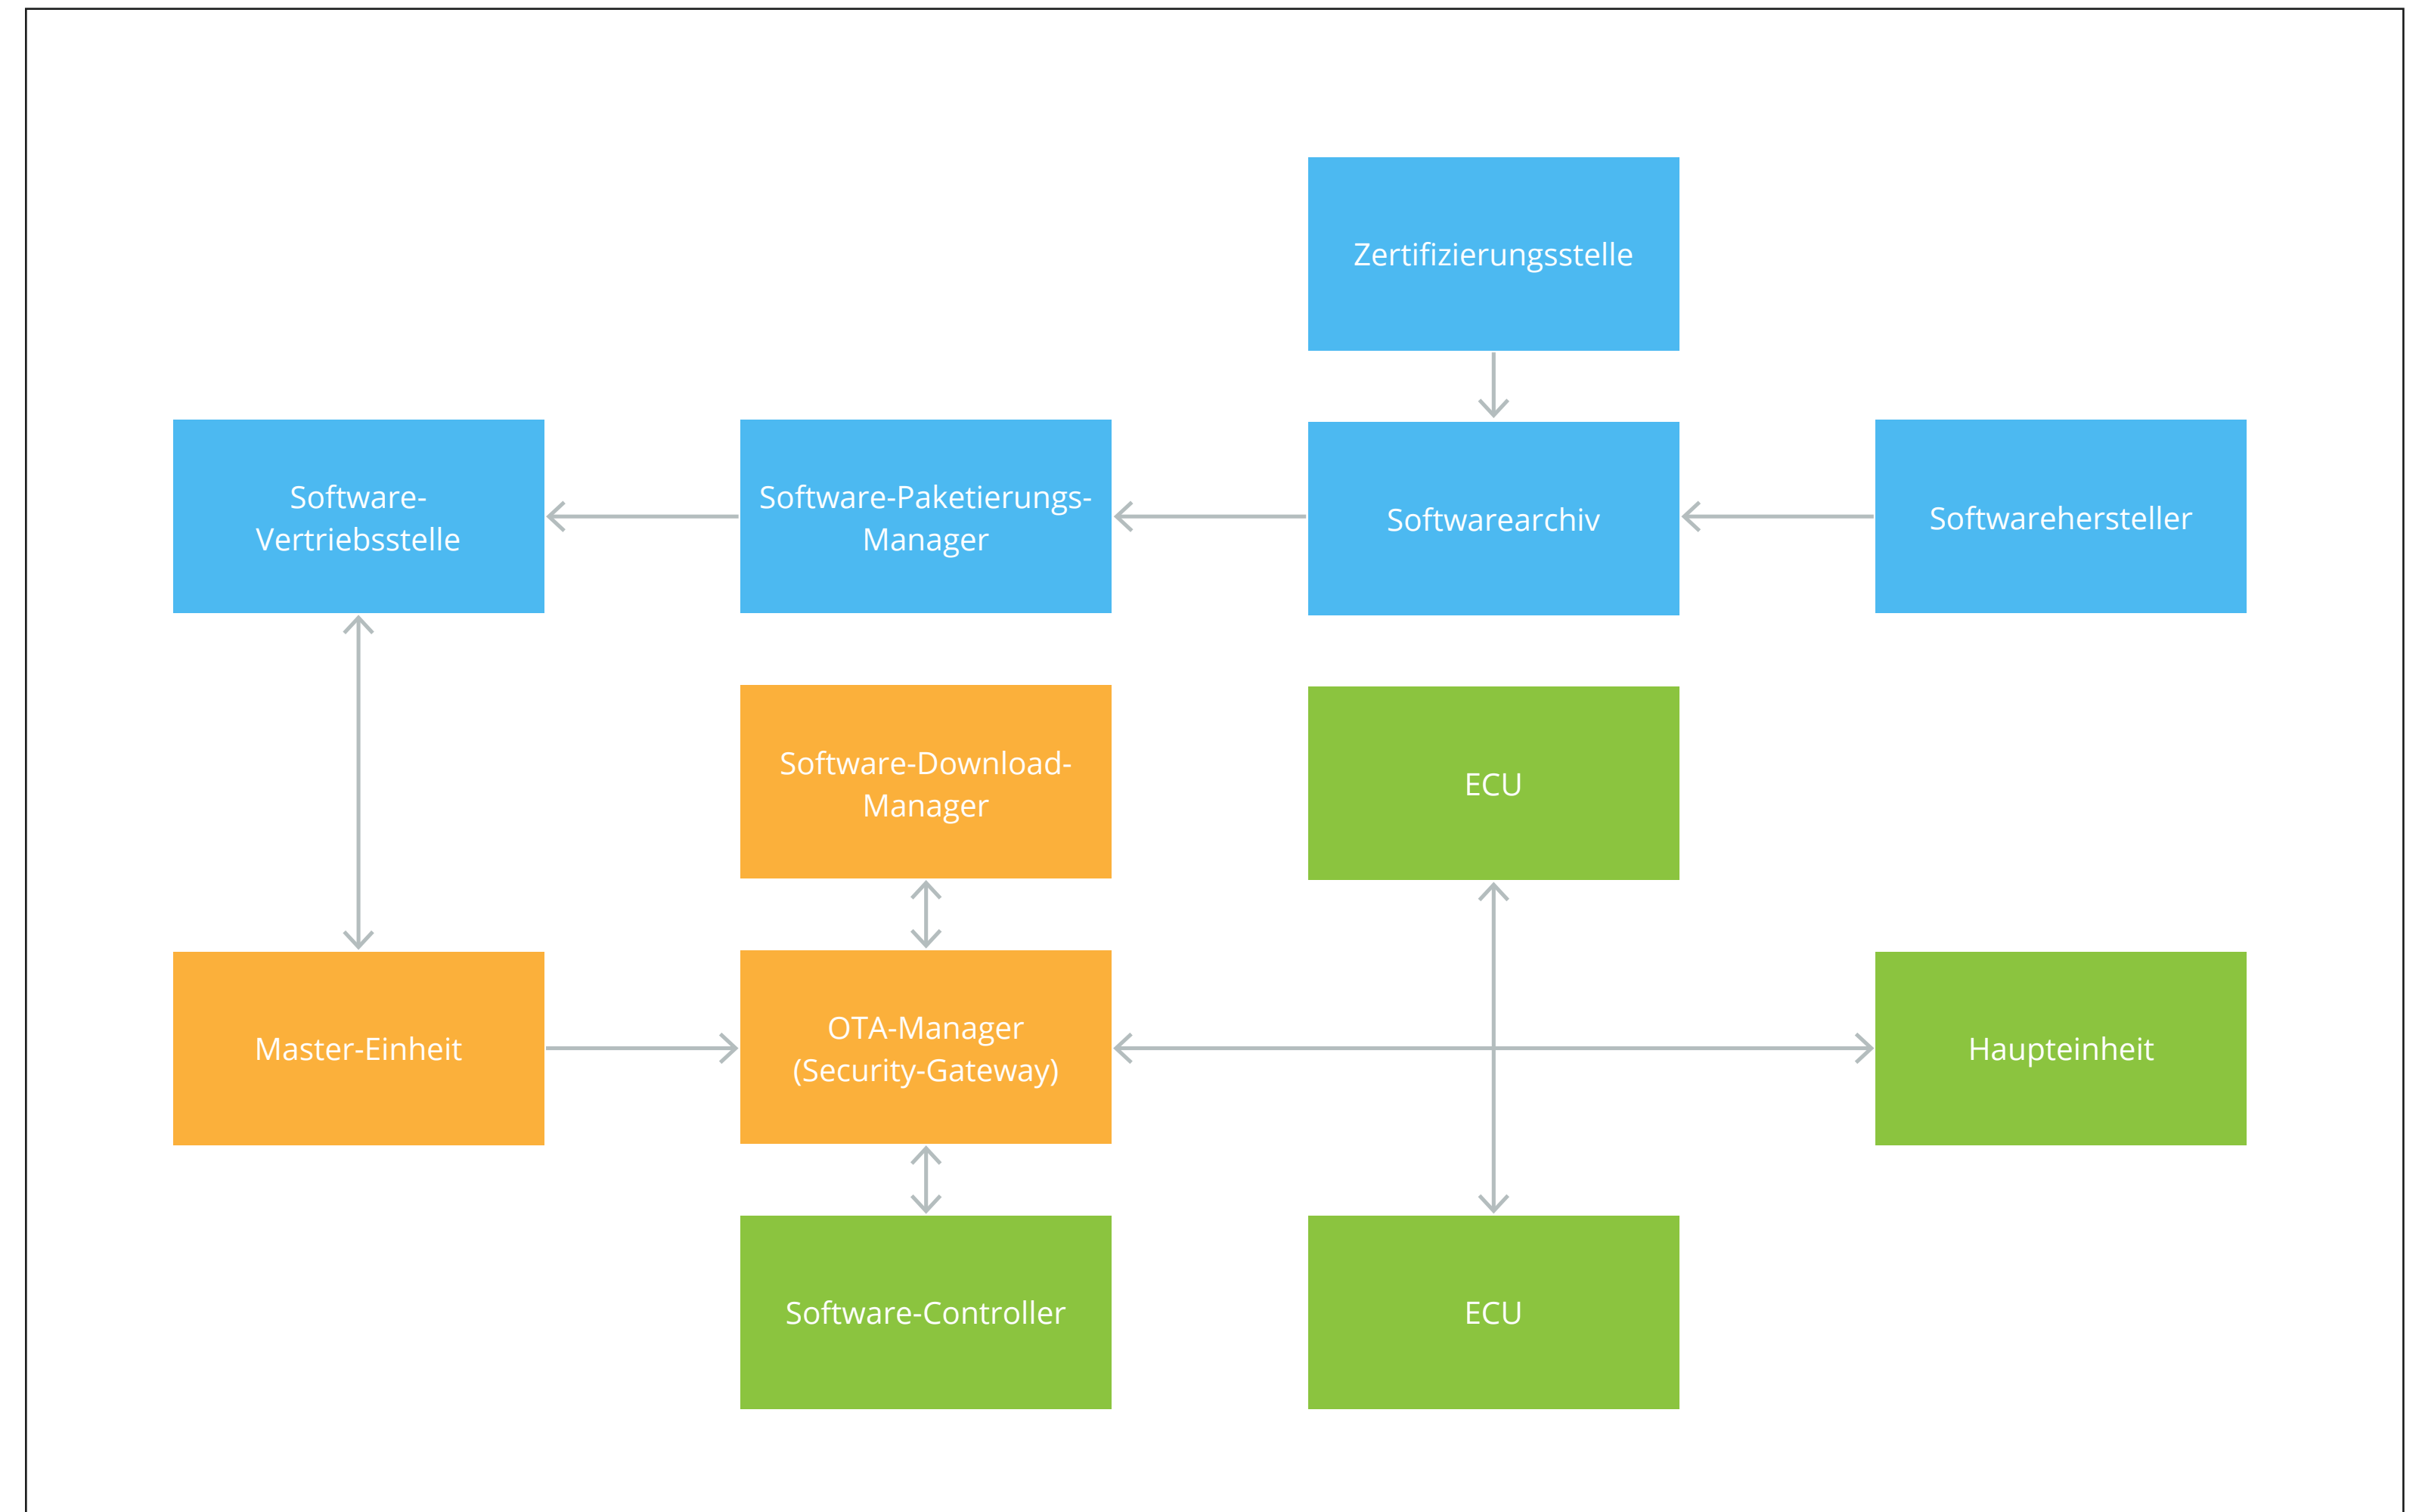 Zertifizierungsstelle
Software-
Vertriebsstelle
Software-Paketierungs-
Manager
Softwarearchiv
Softwarehersteller
Software-Download-
Manager
ECU
Master-Einheit
OTA-Manager
(Security-Gateway)
Haupteinheit
Software-Controller
ECU